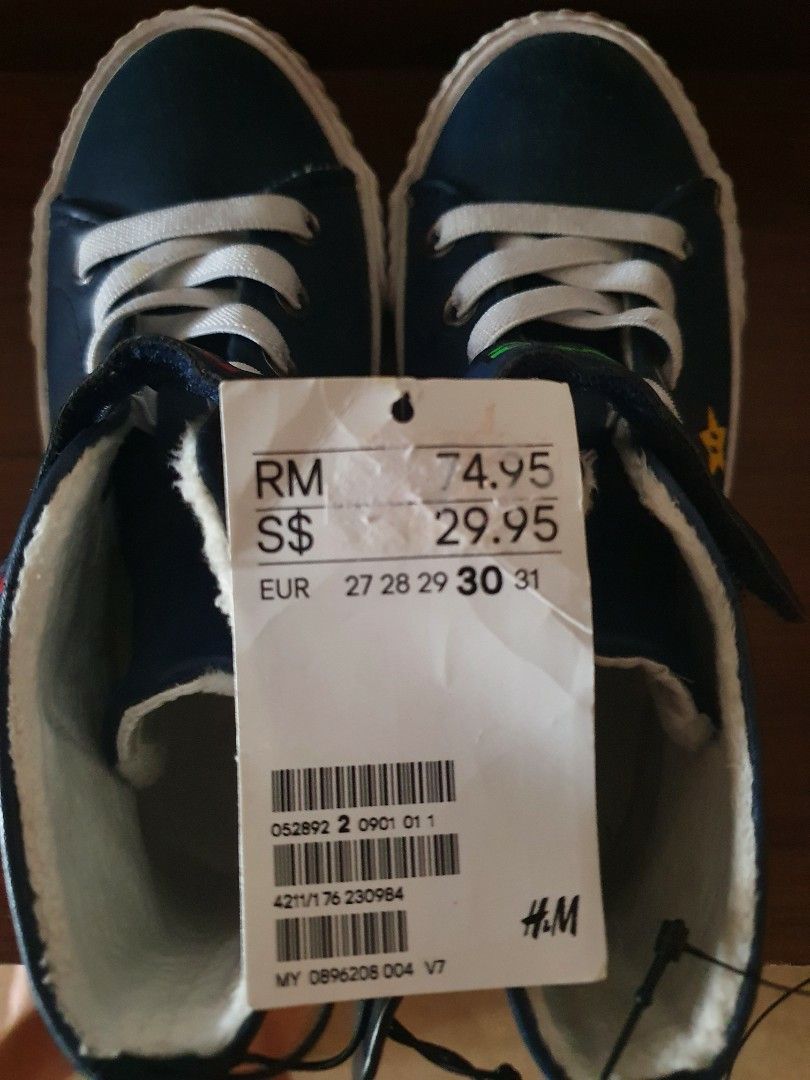 RM 74.95
S$ 29.95
EUR 27 28 29 30 31
052892 2 0901 01 1
4211/1 76 230984
H&M
MY 0896208 004 V7